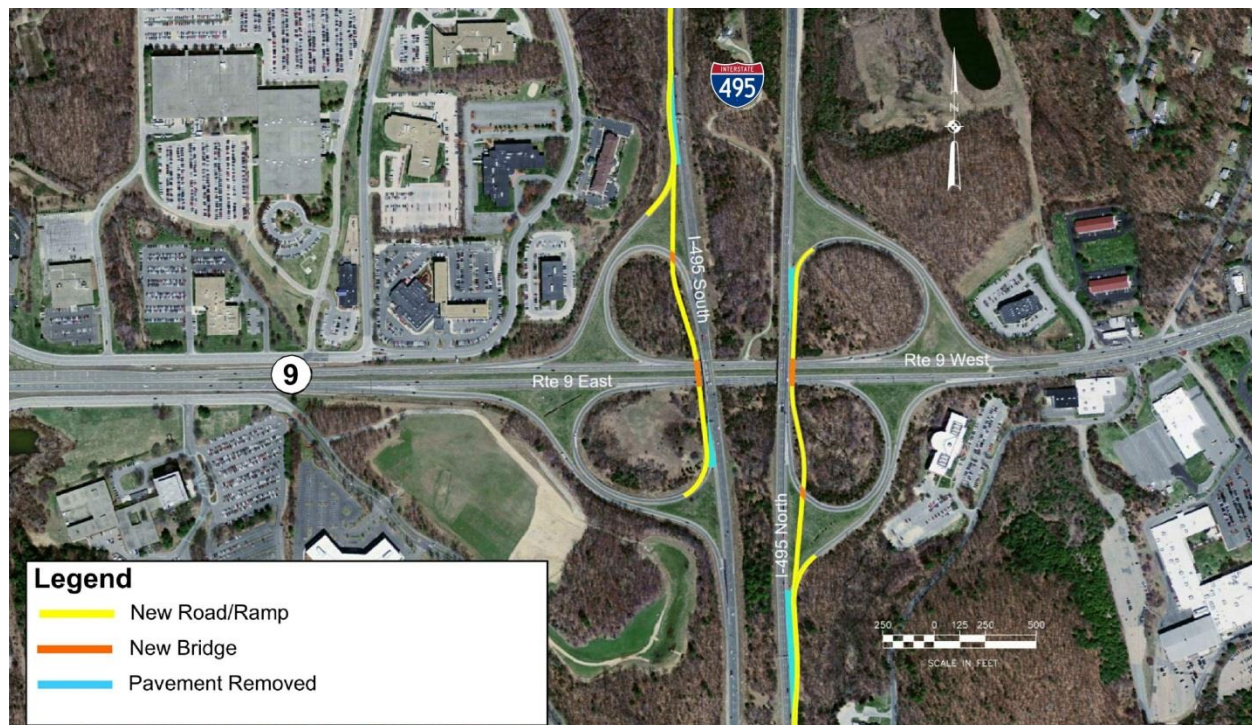 INTERSTATE
495
N
I-495 South
Rte 9 West
9
Rte 9 East
I-495 North
Legend
New Road/Ramp
New Bridge
Pavement Removed
250 0 125 250 500
SCALE IN FEET